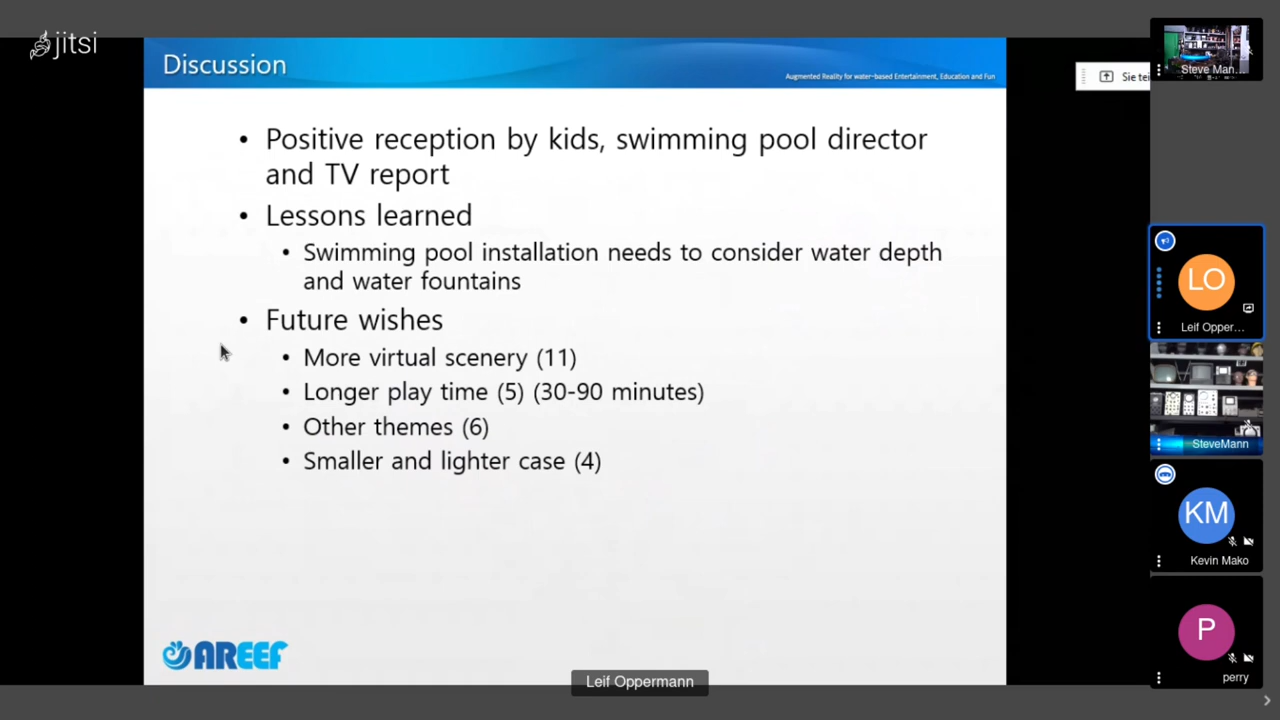 jitsi
Discussion
Augmented Reality for water-based Entertainment, Education and Fun
• Positive reception by kids, swimming pool director
and TV report
• Lessons learned
• Swimming pool installation needs to consider water depth
and water fountains
• Future wishes
• More virtual scenery (11)
• Longer play time (5) (30-90 minutes)
• Other themes (6)
• Smaller and lighter case (4)
AREEF
Leif Oppermann
Sie tei
Steve Man...
LO
Leif Opper...
SteveMann
KM
Kevin Mako
P
perry